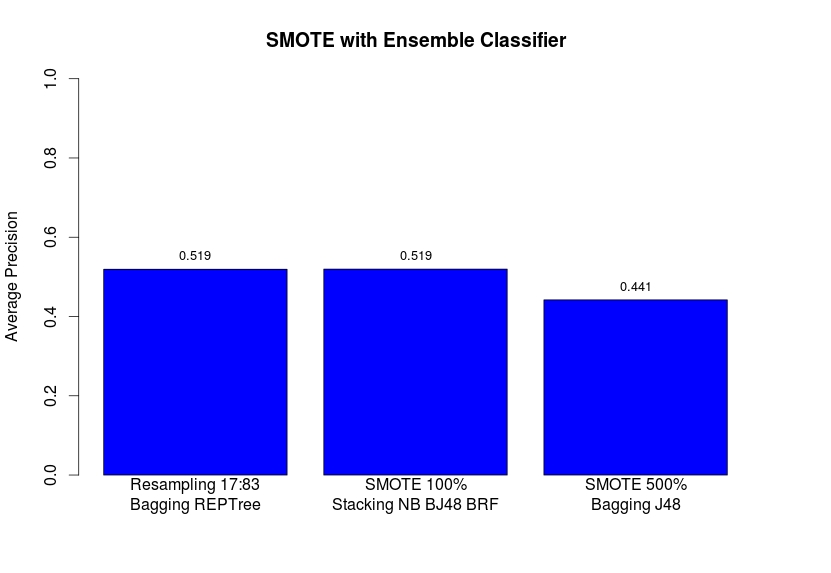 SMOTE with Ensemble Classifier
Average Precision
1.0
0.8
0.6
0.4
0.2
0.0
0.519
0.519
0.441
Resampling 17:83
Bagging REPTree
SMOTE 100%
Stacking NB BJ48 BRF
SMOTE 500%
Bagging J48